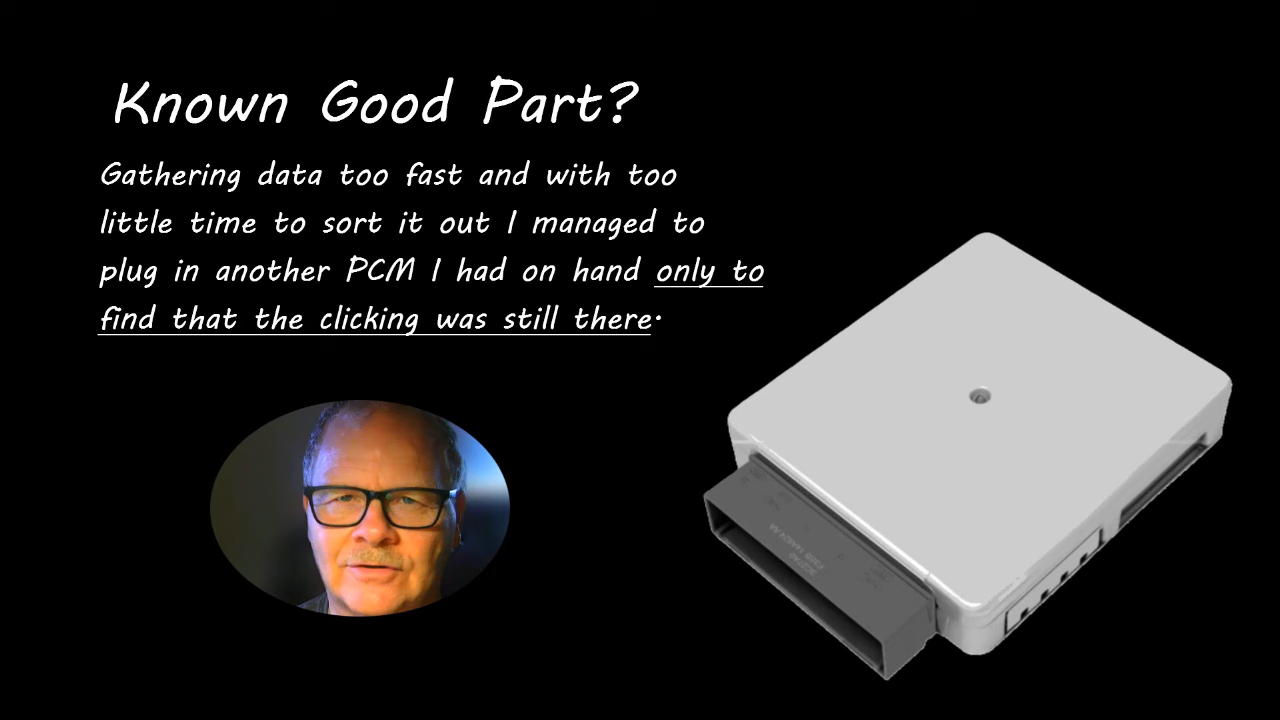 Known Good Part?
Gathering data too fast and with too
little time to sort it out I managed to
plug in another PCM I had on hand only to
find that the clicking was still there.